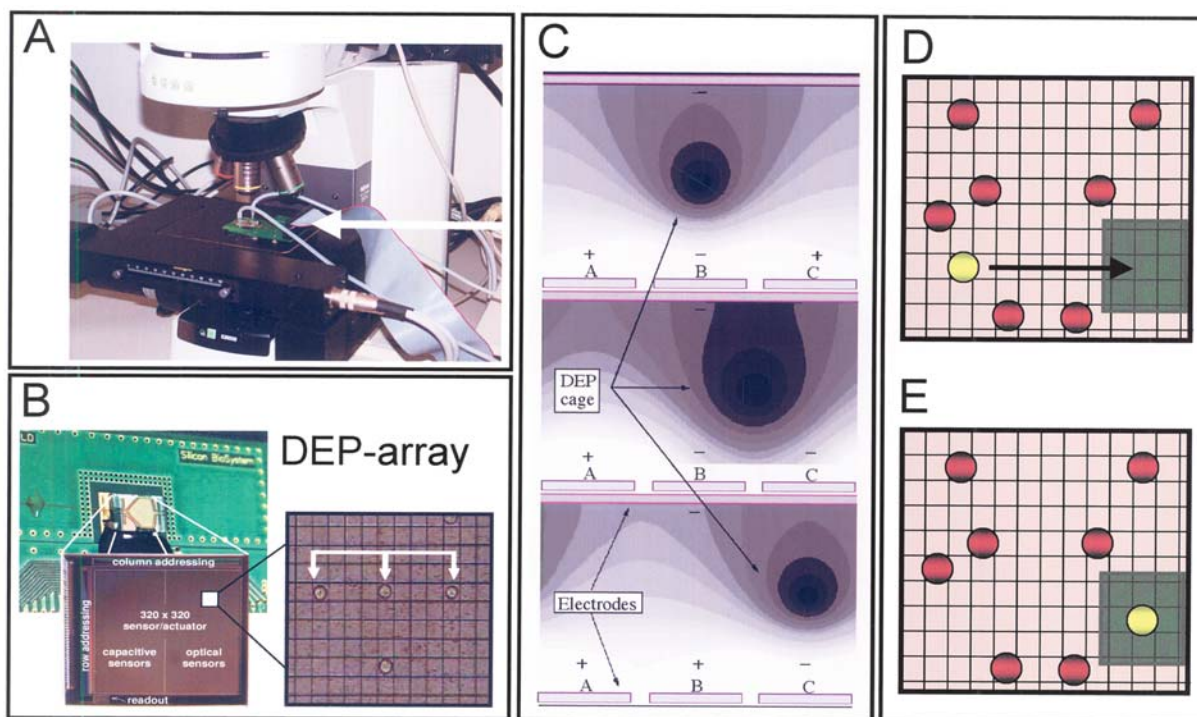 A
B
LD
Silicon BioSystem
DEP-array
column addressing
row addressing
320 x 320
sensor/actuator
capacitive
sensors
optical
sensors
readout
C
−
+
−
+
A
B
C
−
DEP
cage
+
−
−
A
B
C
−
Electrodes
+
+
−
A
B
C
D
E